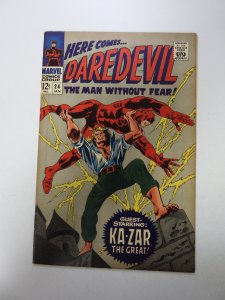 HERE COMES...
DAREDEVIL
THE MAN WITHOUT FEAR!
MARVEL
COMICS
GROUP
12¢
24
JAN
GUEST-
STARRING:
KA-ZAR
THE GREAT!